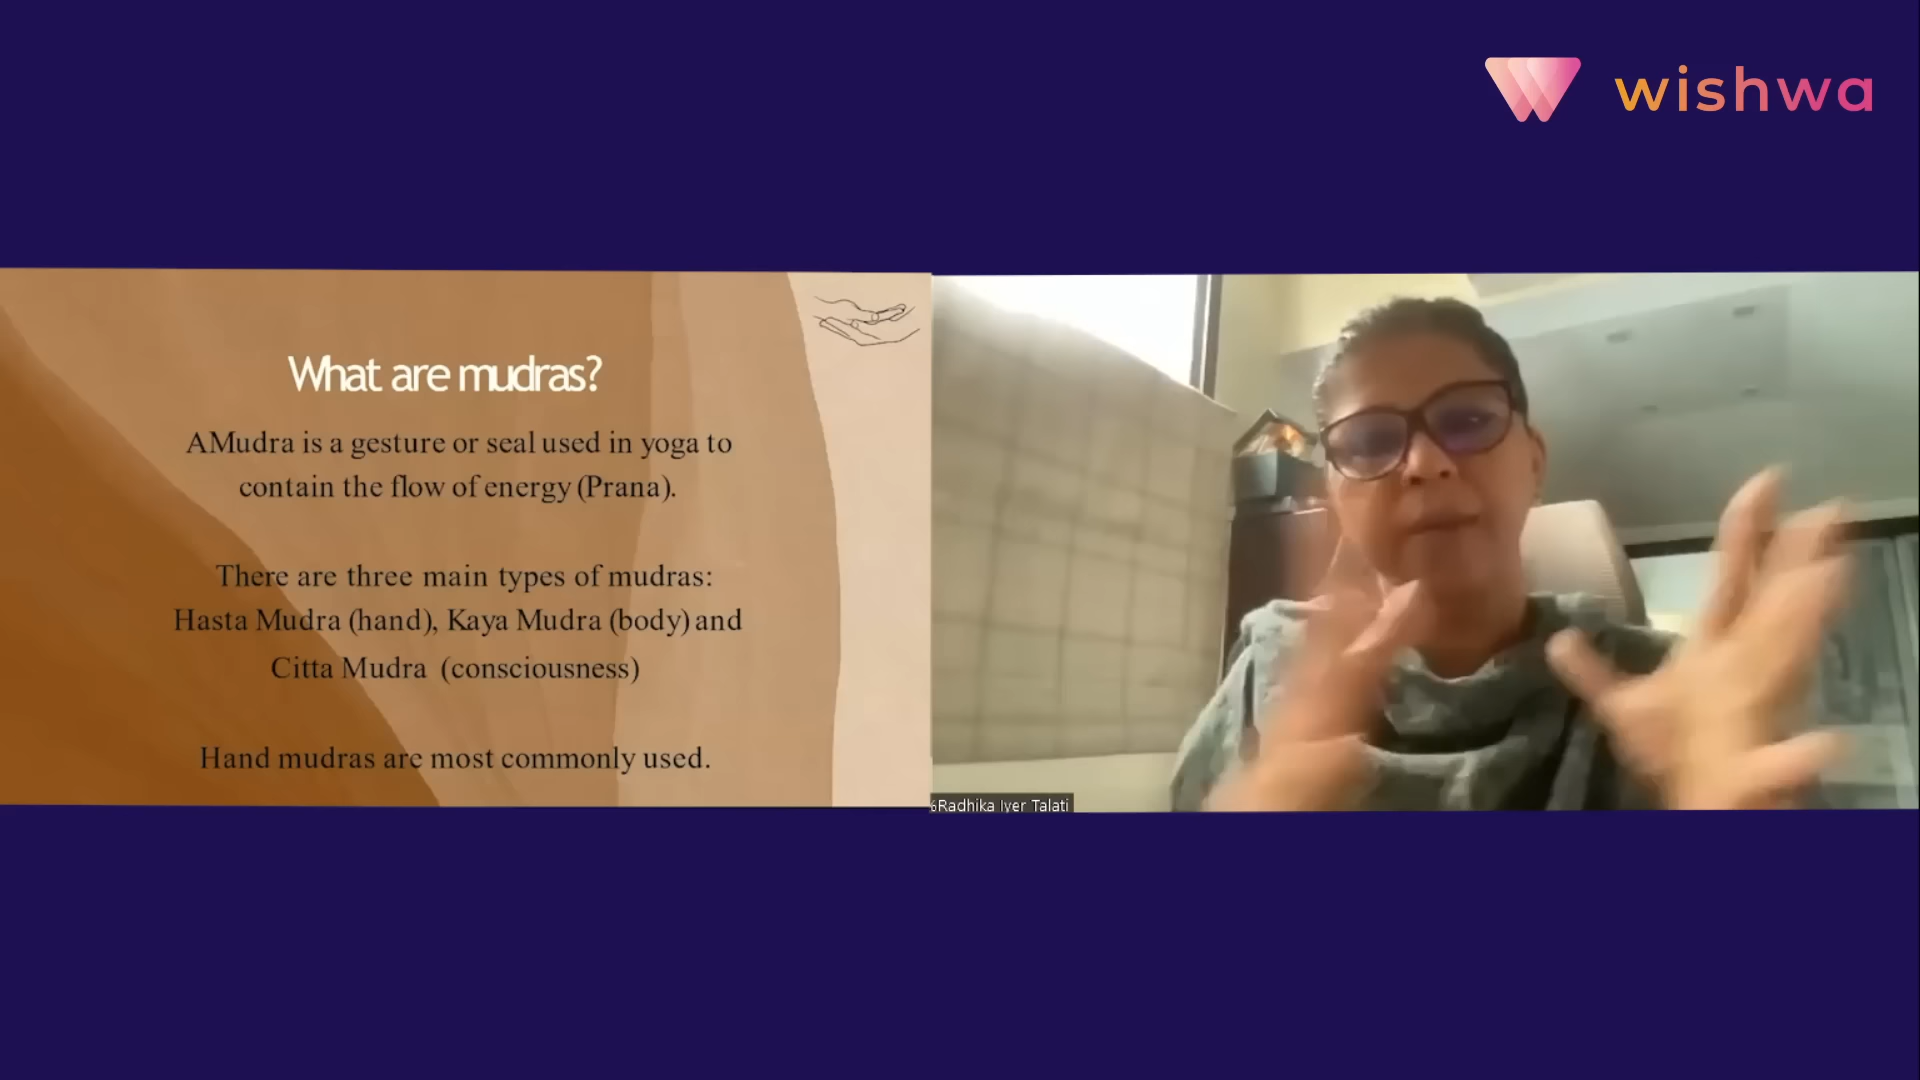 wishwa
What are mudras?
AMudra is a gesture or seal used in yoga to
contain the flow of energy (Prana).
There are three main types of mudras:
Hasta Mudra (hand), Kaya Mudra (body) and
Citta Mudra (consciousness)
Hand mudras are most commonly used.
Radhika Iyer Talati